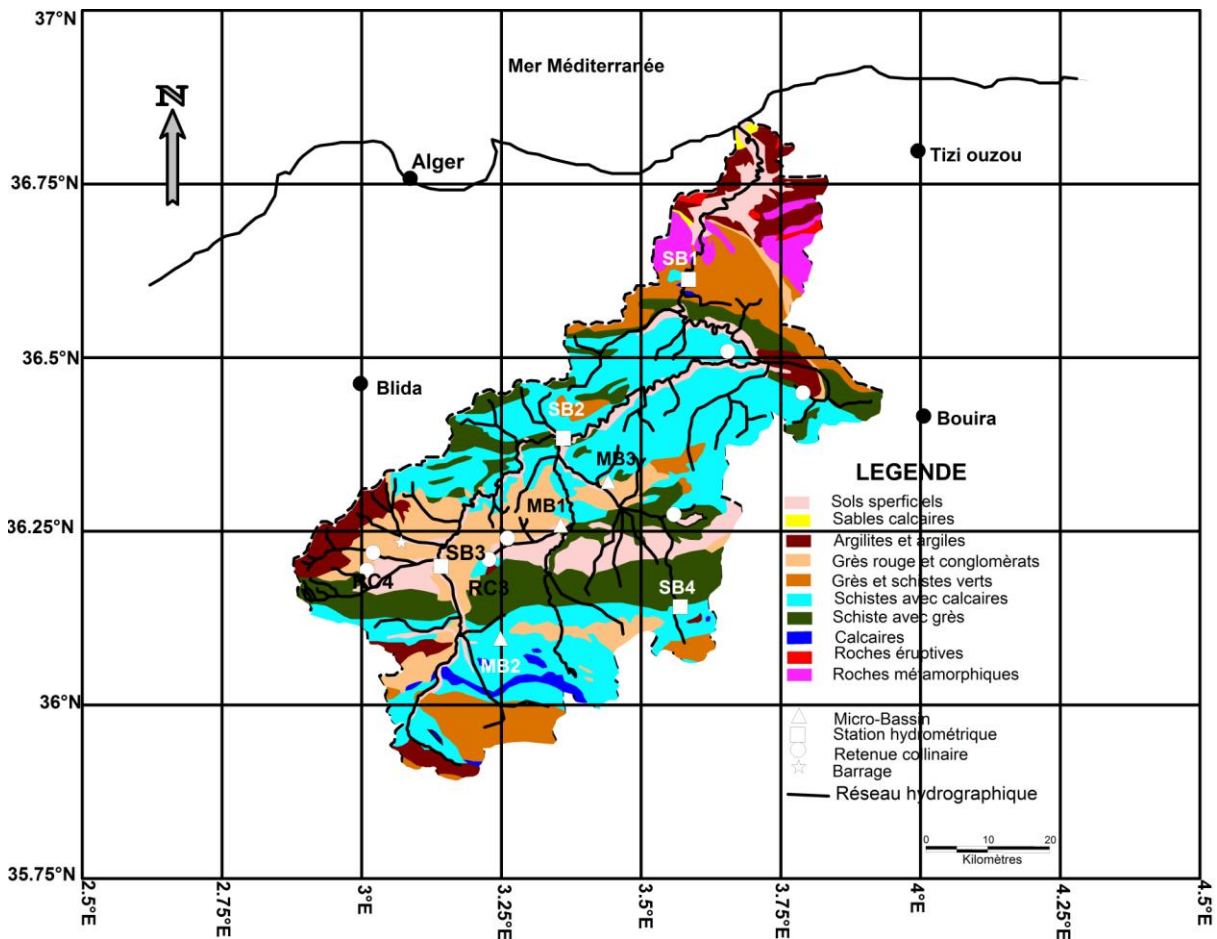 37°N
Mer Méditerranée
N
Alger
Tizi ouzou
36.75°N
SB1
36.5°N
Blida
SB2
Bouira
MB3
LEGENDE
Sols sperficiels
Sables calcaires
Argilites et argiles
Grès rouge et conglomèrats
Grès et schistes verts
Schistes avec calcaires
Schiste avec grès
Calcaires
Roches éruptives
Roches métamorphiques
MB1
36.25°N
SB3
RC4
RC3
SB4
MB2
36°N
Micro-Bassin
Station hydrométrique
Retenue collinaire
Barrage
Réseau hydrographique
0 10 20
Kilomètres
35.75°N
2.5°E
2.75°E
3°E
3.25°E
3.5°E
3.75°E
4°E
4.25°E
4.5°E